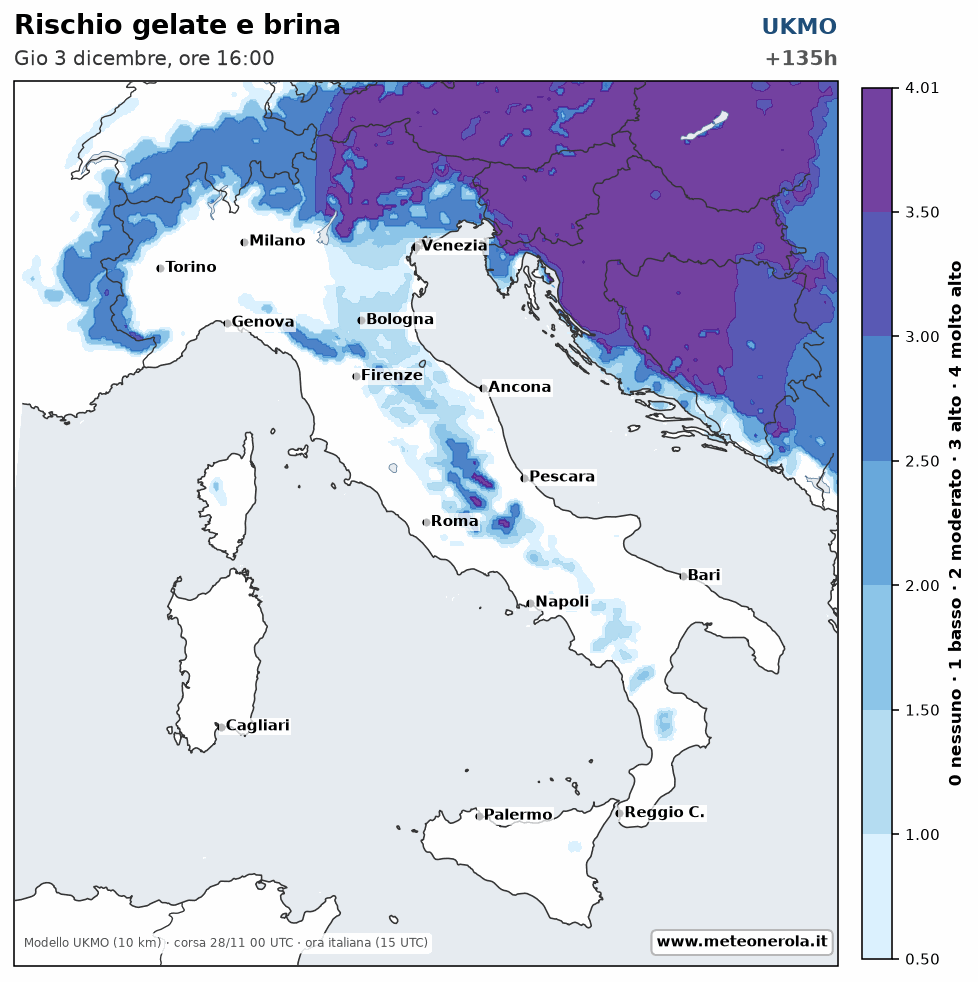 Rischio gelate e brina
UKMO
Gio 3 dicembre, ore 16:00
+135h
4.01
3.50
3.00
2.50
2.00
1.50
1.00
0.50
0 nessuno · 1 basso · 2 moderato · 3 alto · 4 molto alto
Milano
Venezia
Torino
Genova
Bologna
Firenze
Ancona
Pescara
Roma
Bari
Napoli
Cagliari
Palermo
Reggio C.
Modello UKMO (10 km) · corsa 28/11 00 UTC · ora italiana (15 UTC)
www.meteonerola.it